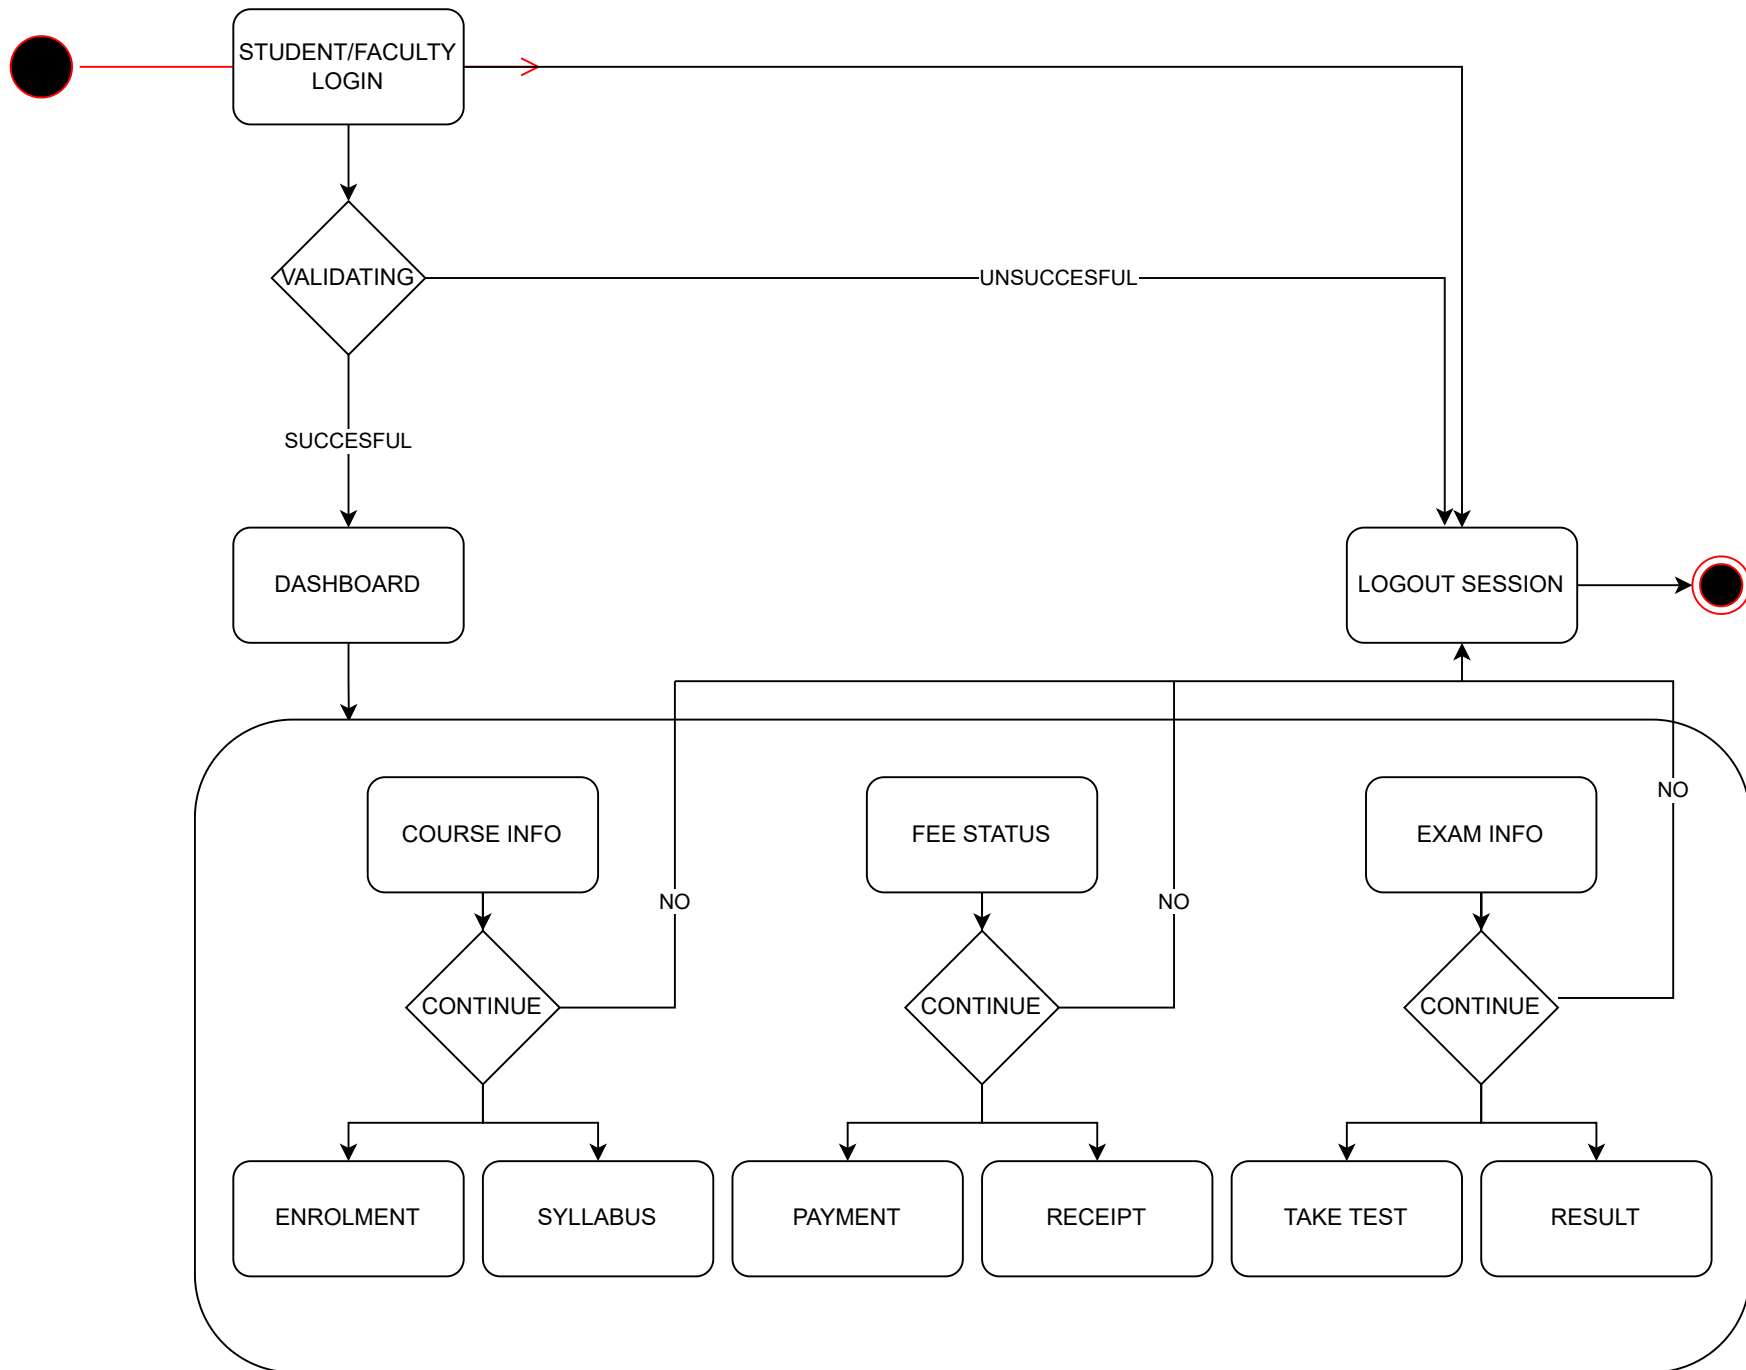 STUDENT/FACULTY
LOGIN
VALIDATING
UNSUCCESFUL
SUCCESFUL
DASHBOARD
LOGOUT SESSION
COURSE INFO
FEE STATUS
EXAM INFO
NO
NO
NO
CONTINUE
CONTINUE
CONTINUE
ENROLMENT
SYLLABUS
PAYMENT
RECEIPT
TAKE TEST
RESULT